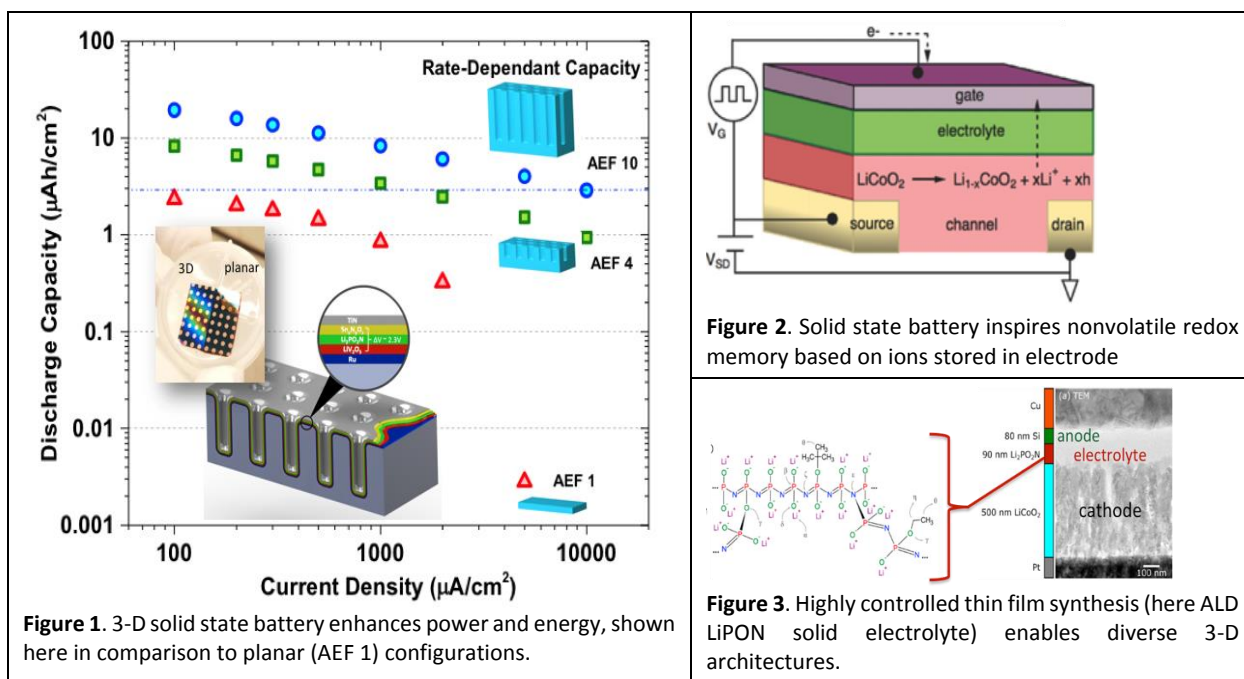 100
10
1
0.1
0.01
0.001
Discharge Capacity (µAh/cm²)
Rate-Dependant Capacity
AEF 10
AEF 4
AEF 1
3D
planar
TiN
Li₂PO₂N
LiV₂O₅
ΔV ~ 2.3V
Ru
100
1000
10000
Current Density (µA/cm²)
Figure 1. 3-D solid state battery enhances power and energy, shown
here in comparison to planar (AEF 1) configurations.
e-
V_G
gate
electrolyte
LiCoO₂ → Li₁₋ₓCoO₂ + xLi⁺ + xh
source
channel
drain
V_SD
Figure 2. Solid state battery inspires nonvolatile redox
memory based on ions stored in electrode
(a) TEM
Cu
80 nm Si
anode
90 nm Li₂PO₂N
electrolyte
500 nm LiCoO₂
cathode
Pt
100 nm
Figure 3. Highly controlled thin film synthesis (here ALD
LiPON solid electrolyte) enables diverse 3-D
architectures.